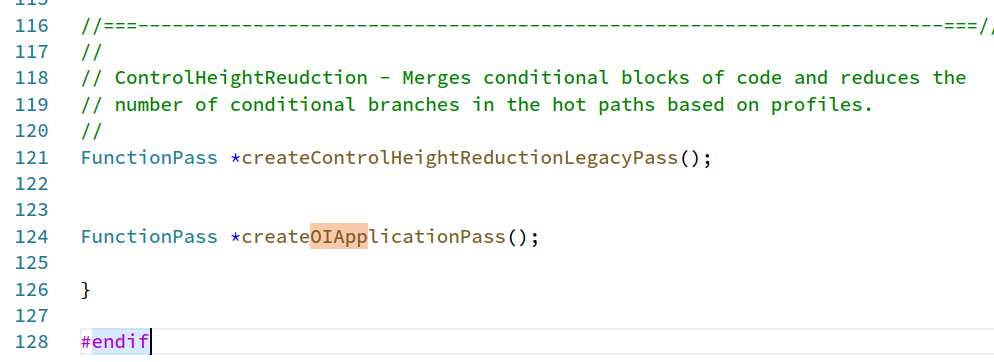 115
116 //===----------------------------------------------------------------------===//
117 //
118 // ControlHeightReudction - Merges conditional blocks of code and reduces the
119 // number of conditional branches in the hot paths based on profiles.
120 //
121 FunctionPass *createControlHeightReductionLegacyPass();
122
123
124 FunctionPass *createOIApplicationPass();
125
126 }
127
128 #endif